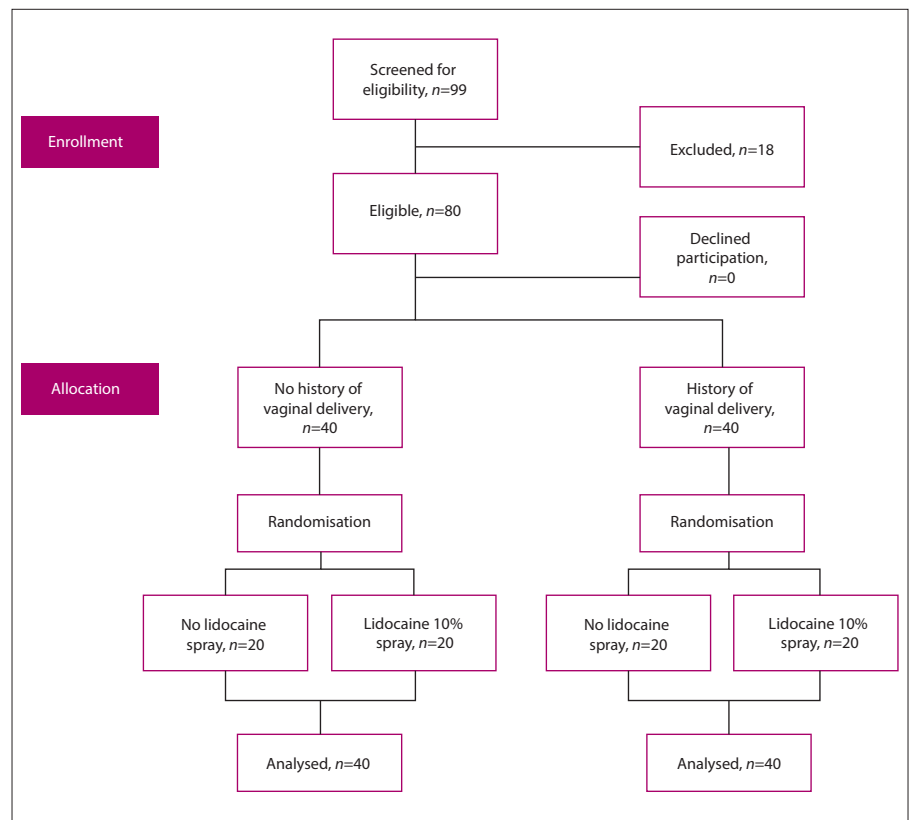 Screened for
eligibility, n=99
Enrollment
Excluded, n=18
Eligible, n=80
Declined
participation,
n=0
Allocation
No history of
vaginal delivery,
n=40
History of
vaginal delivery,
n=40
Randomisation
Randomisation
No lidocaine
spray, n=20
Lidocaine 10%
spray, n=20
No lidocaine
spray, n=20
Lidocaine 10%
spray, n=20
Analysed, n=40
Analysed, n=40